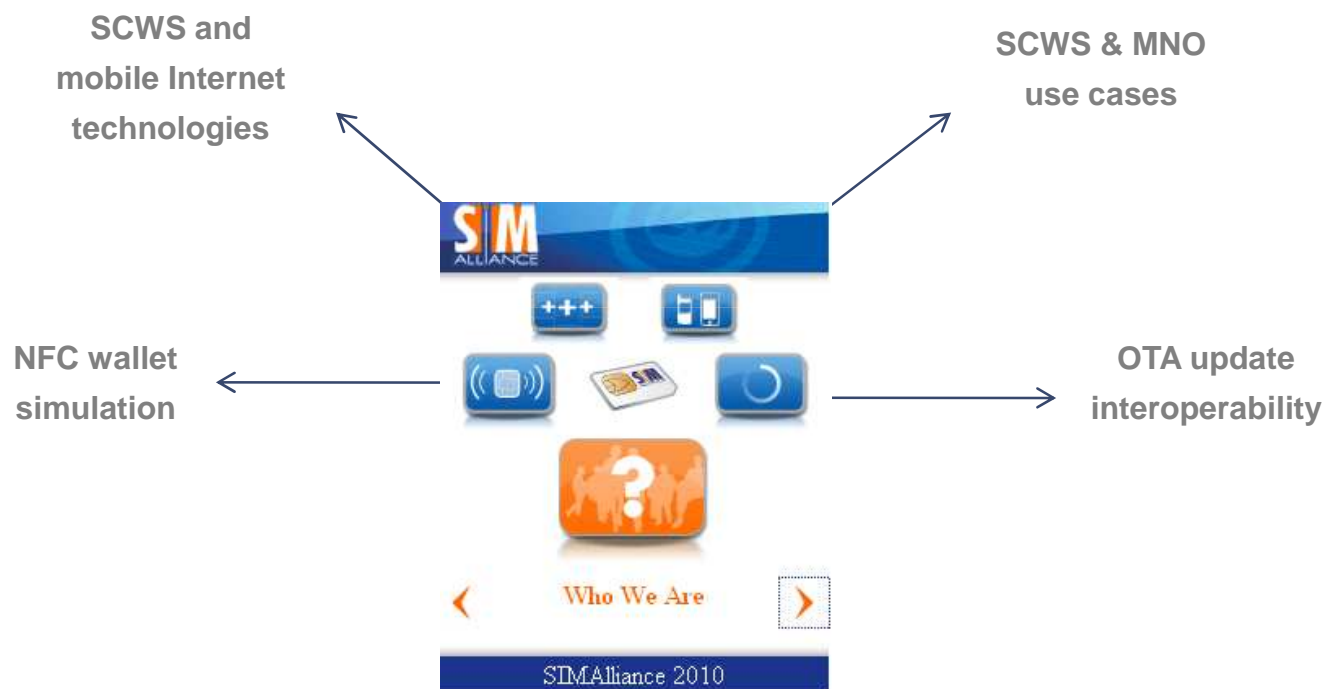 SCWS and
mobile Internet
technologies
SCWS & MNO
use cases
SIM
ALLIANCE
+++
NFC wallet
simulation
SIM
OTA update
interoperability
?
Who We Are
SIMAlliance 2010